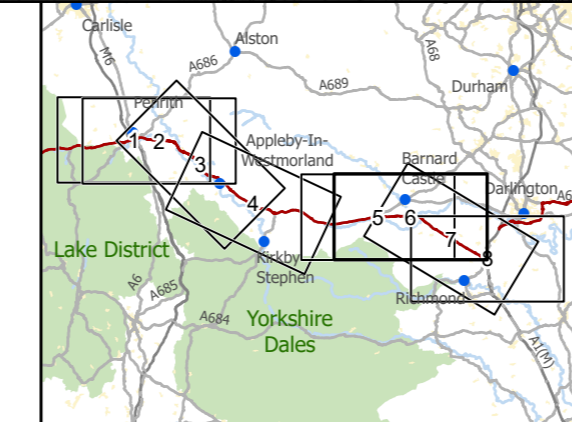 Carlisle
M6
Alston
A686
A68
A689
Durham
Penrith
1 2
Appleby-In-
Westmorland
3
Barnard
Castle
Darlington
A6
4
5 6
7
8
Lake District
Kirkby
Stephen
A6
A685
Richmond
A684
Yorkshire
Dales
A1(M)